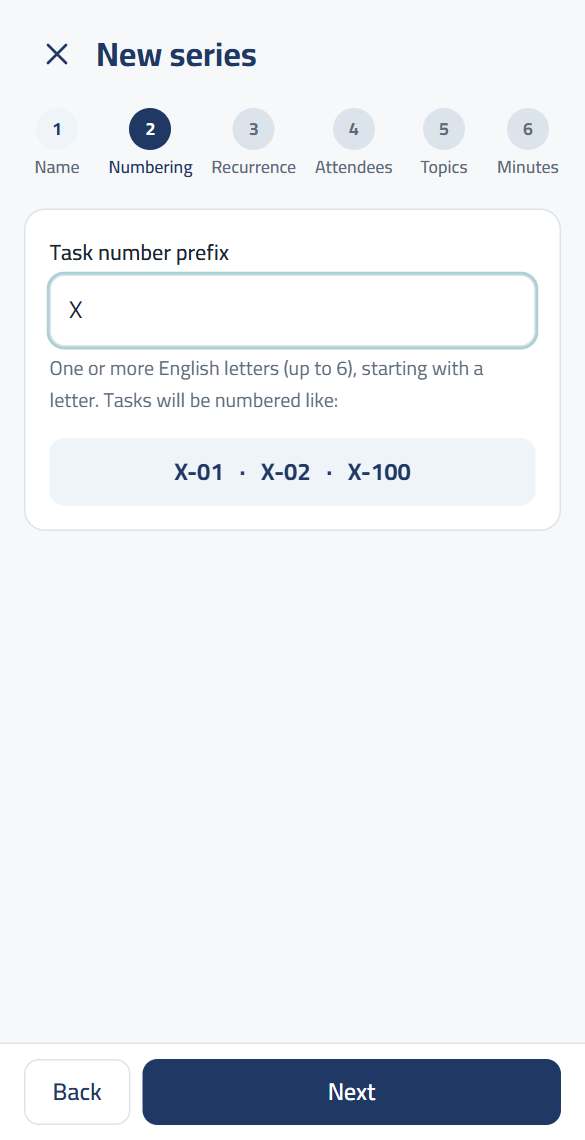 New series
1 2 3 4 5 6
Name Numbering Recurrence Attendees Topics Minutes
Task number prefix
X
One or more English letters (up to 6), starting with a
letter. Tasks will be numbered like:
X-01 · X-02 · X-100
Back Next